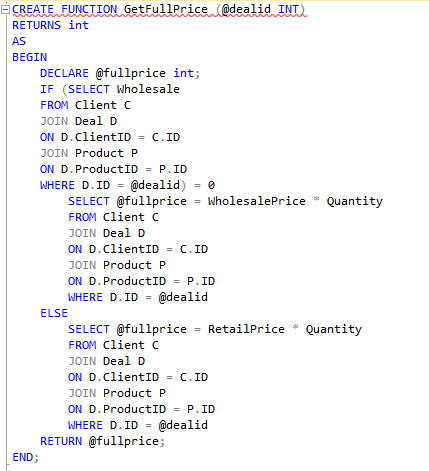 CREATE FUNCTION GetFullPrice (@dealid INT)
RETURNS int
AS
BEGIN
    DECLARE @fullprice int;
    IF (SELECT Wholesale
    FROM Client C
    JOIN Deal D
    ON D.ClientID = C.ID
    JOIN Product P
    ON D.ProductID = P.ID
    WHERE D.ID = @dealid) = 0
        SELECT @fullprice = WholesalePrice * Quantity
        FROM Client C
        JOIN Deal D
        ON D.ClientID = C.ID
        JOIN Product P
        ON D.ProductID = P.ID
        WHERE D.ID = @dealid
    ELSE
        SELECT @fullprice = RetailPrice * Quantity
        FROM Client C
        JOIN Deal D
        ON D.ClientID = C.ID
        JOIN Product P
        ON D.ProductID = P.ID
        WHERE D.ID = @dealid
    RETURN @fullprice;
END;